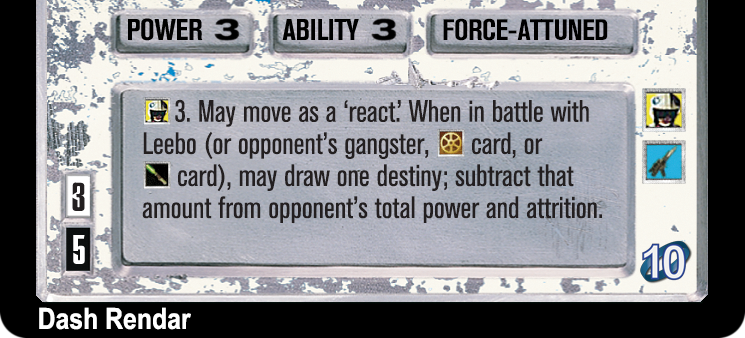 POWER 3 ABILITY 3 FORCE-ATTUNED
3. May move as a ‘react.’ When in battle with
Leebo (or opponent’s gangster, card, or
card), may draw one destiny; subtract that
amount from opponent’s total power and attrition.
3
5
10
Dash Rendar